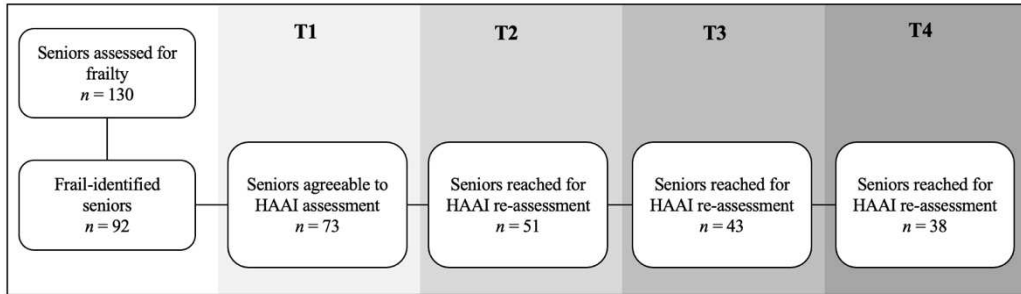 T1
T2
T3
T4
Seniors assessed for
frailty
n = 130
Frail-identified
seniors
n = 92
Seniors agreeable to
HAAI assessment
n = 73
Seniors reached for
HAAI re-assessment
n = 51
Seniors reached for
HAAI re-assessment
n = 43
Seniors reached for
HAAI re-assessment
n = 38